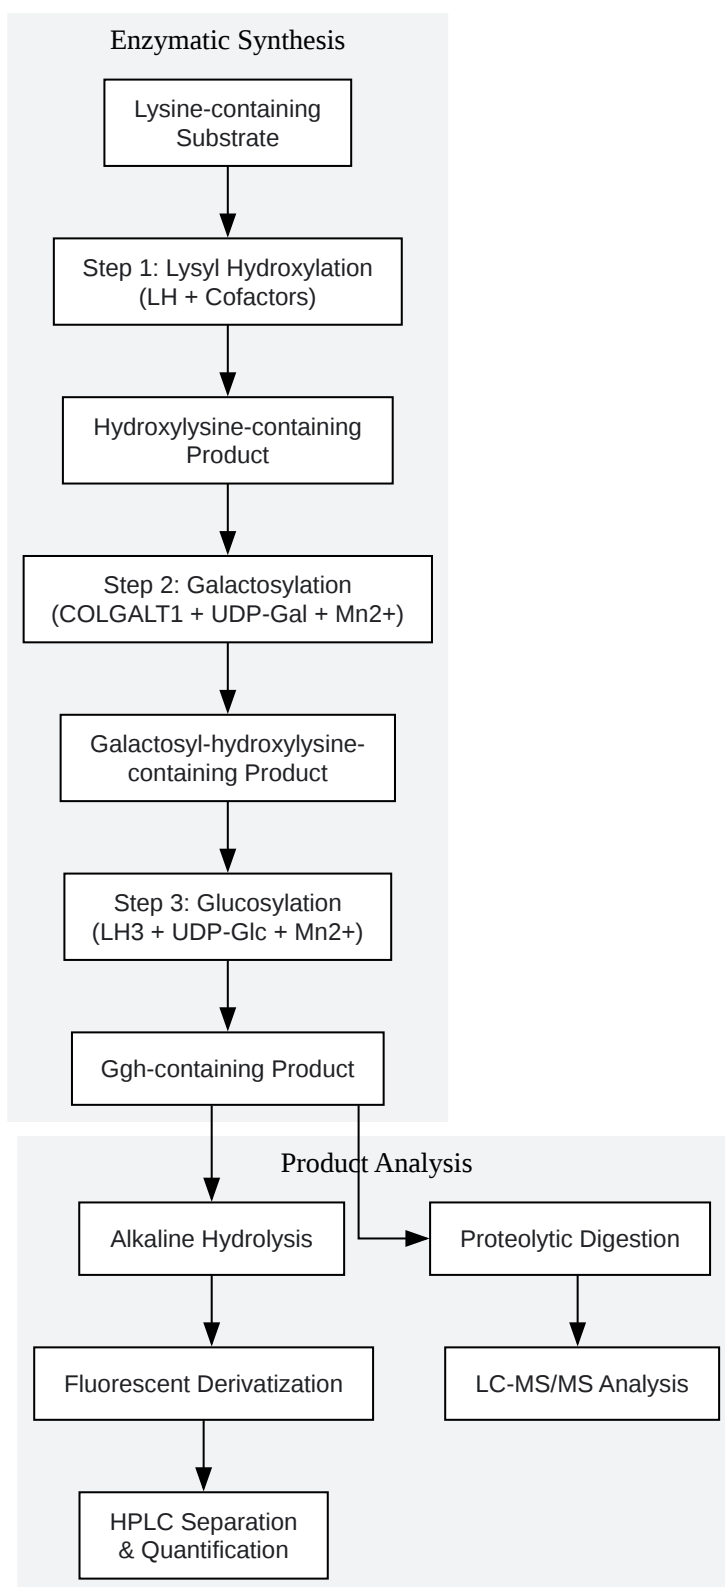 Enzymatic Synthesis
Lysine-containing
Substrate
Step 1: Lysyl Hydroxylation
(LH + Cofactors)
Hydroxylysine-containing
Product
Step 2: Galactosylation
(COLGALT1 + UDP-Gal + Mn2+)
Galactosyl-hydroxylysine-
containing Product
Step 3: Glucosylation
(LH3 + UDP-Glc + Mn2+)
Ggh-containing Product
Product Analysis
Alkaline Hydrolysis
Proteolytic Digestion
Fluorescent Derivatization
LC-MS/MS Analysis
HPLC Separation
& Quantification